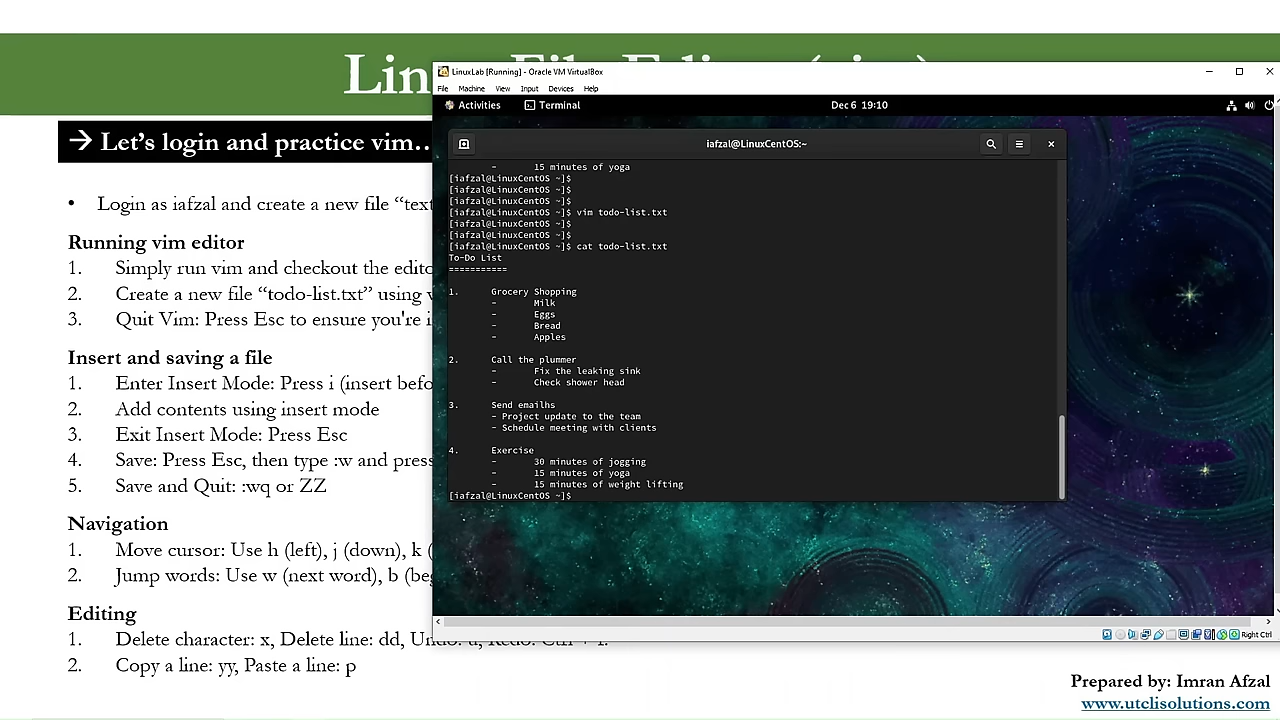 → Let's login and practice vim…
• Login as iafzal and create a new file “text
Running vim editor
1. Simply run vim and checkout the edito
2. Create a new file “todo-list.txt” using v
3. Quit Vim: Press Esc to ensure you're i
Insert and saving a file
1. Enter Insert Mode: Press i (insert befo
2. Add contents using insert mode
3. Exit Insert Mode: Press Esc
4. Save: Press Esc, then type :w and press
5. Save and Quit: :wq or ZZ
Navigation
1. Move cursor: Use h (left), j (down), k (
2. Jump words: Use w (next word), b (beg
Editing
1. Delete character: x, Delete line: dd, Undo: u, Redo: Ctrl + r.
2. Copy a line: yy, Paste a line: p
LinuxLab [Running] - Oracle VM VirtualBox
File Machine View Input Devices Help
Activities Terminal Dec 6 19:10
iafzal@LinuxCentOS:~
- 15 minutes of yoga
[iafzal@LinuxCentOS ~]$
[iafzal@LinuxCentOS ~]$
[iafzal@LinuxCentOS ~]$
[iafzal@LinuxCentOS ~]$ vim todo-list.txt
[iafzal@LinuxCentOS ~]$
[iafzal@LinuxCentOS ~]$
[iafzal@LinuxCentOS ~]$ cat todo-list.txt
To-Do List
===========
1. Grocery Shopping
- Milk
- Eggs
- Bread
- Apples
2. Call the plummer
- Fix the leaking sink
- Check shower head
3. Send emailhs
- Project update to the team
- Schedule meeting with clients
4. Exercise
- 30 minutes of jogging
- 15 minutes of yoga
- 15 minutes of weight lifting
[iafzal@LinuxCentOS ~]$
Right Ctrl
Prepared by: Imran Afzal
www.utclisolutions.com